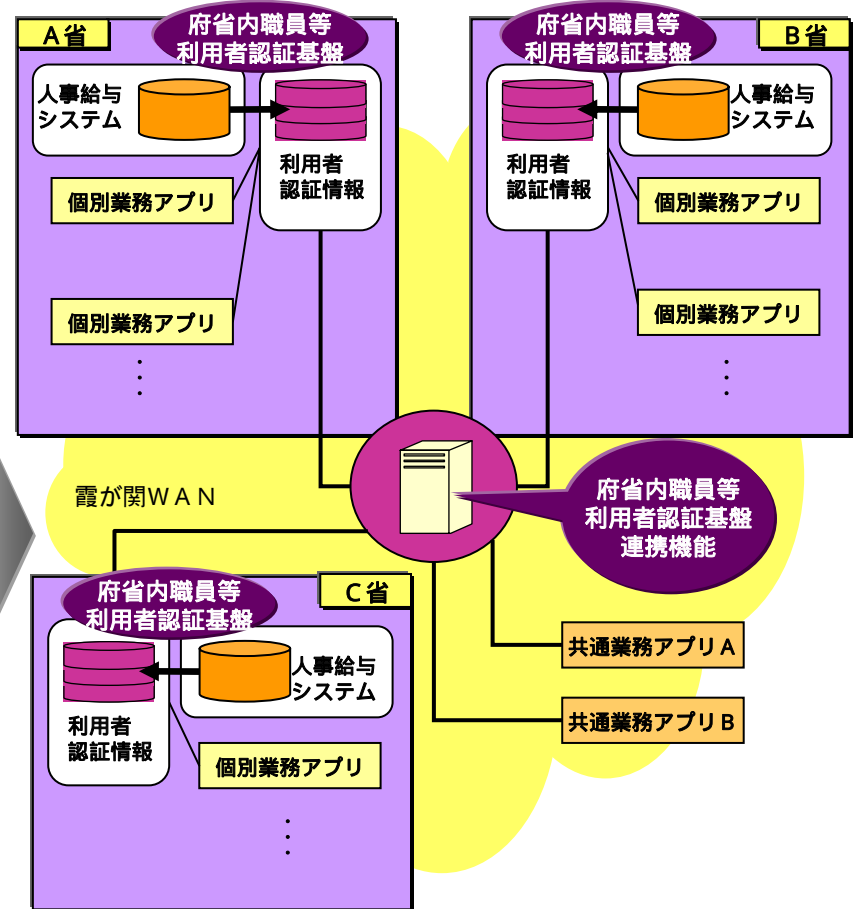 A省
府省内職員等
利用者認証基盤
人事給与
システム
利用者
認証情報
個別業務アプリ
個別業務アプリ
府省内職員等
利用者認証基盤
B省
利用者
認証情報
人事給与
システム
個別業務アプリ
個別業務アプリ
霞が関WAN
府省内職員等
利用者認証基盤
連携機能
府省内職員等
利用者認証基盤
C省
利用者
認証情報
人事給与
システム
個別業務アプリ
共通業務アプリA
共通業務アプリB